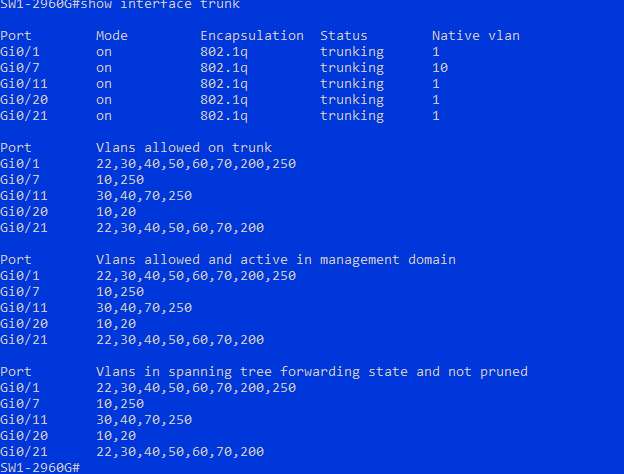 SW1-2960G#show interface trunk
Port Mode Encapsulation Status Native vlan
Gi0/1 on 802.1q trunking 1
Gi0/7 on 802.1q trunking 10
Gi0/11 on 802.1q trunking 1
Gi0/20 on 802.1q trunking 1
Gi0/21 on 802.1q trunking 1
Port Vlans allowed on trunk
Gi0/1 22,30,40,50,60,70,200,250
Gi0/7 10,250
Gi0/11 30,40,70,250
Gi0/20 10,20
Gi0/21 22,30,40,50,60,70,200
Port Vlans allowed and active in management domain
Gi0/1 22,30,40,50,60,70,200,250
Gi0/7 10,250
Gi0/11 30,40,70,250
Gi0/20 10,20
Gi0/21 22,30,40,50,60,70,200
Port Vlans in spanning tree forwarding state and not pruned
Gi0/1 22,30,40,50,60,70,200,250
Gi0/7 10,250
Gi0/11 30,40,70,250
Gi0/20 10,20
Gi0/21 22,30,40,50,60,70,200
SW1-2960G#